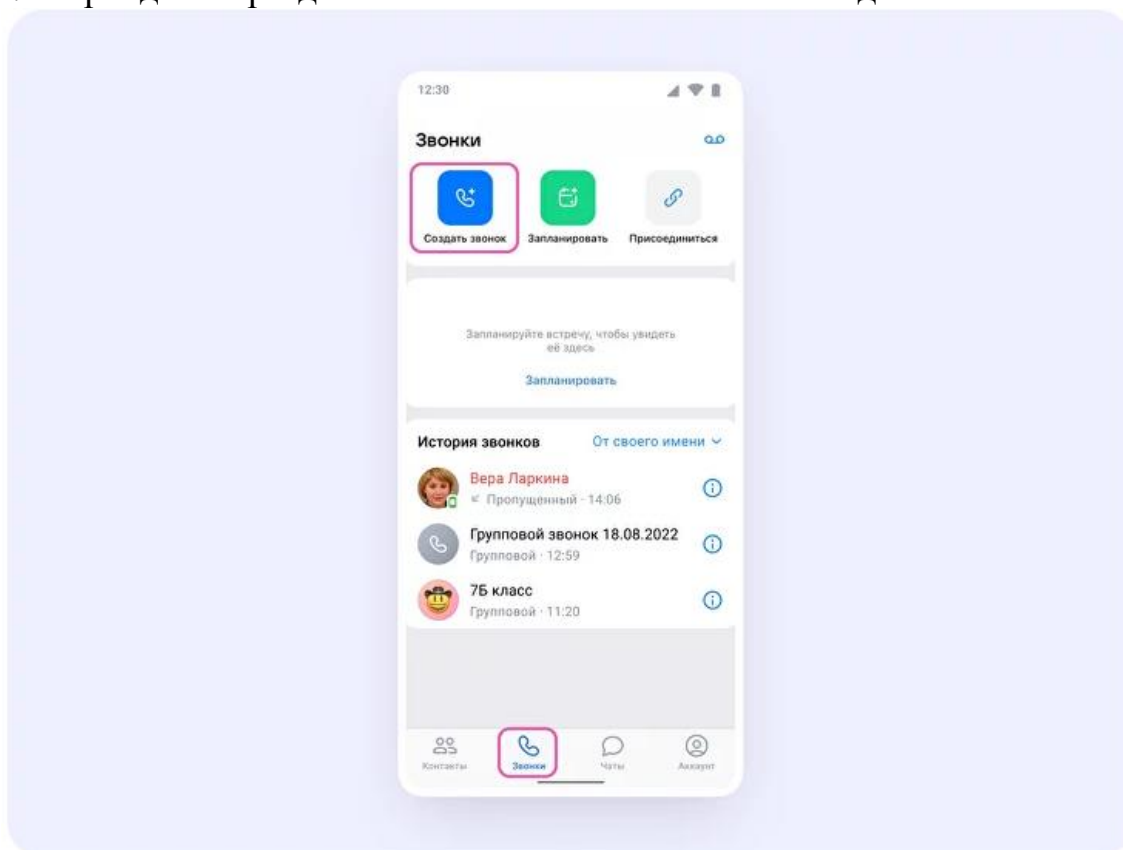 12:30
Звонки
Создать звонок Запланировать Присоединиться
Запланируйте встречу, чтобы увидеть
её здесь
Запланировать
История звонков От своего имени
Вера Ларкина
Пропущенный · 14:06
Групповой звонок 18.08.2022
Групповой · 12:59
7Б класс
Групповой · 11:20
Контакты Звонки Чаты Аккаунт